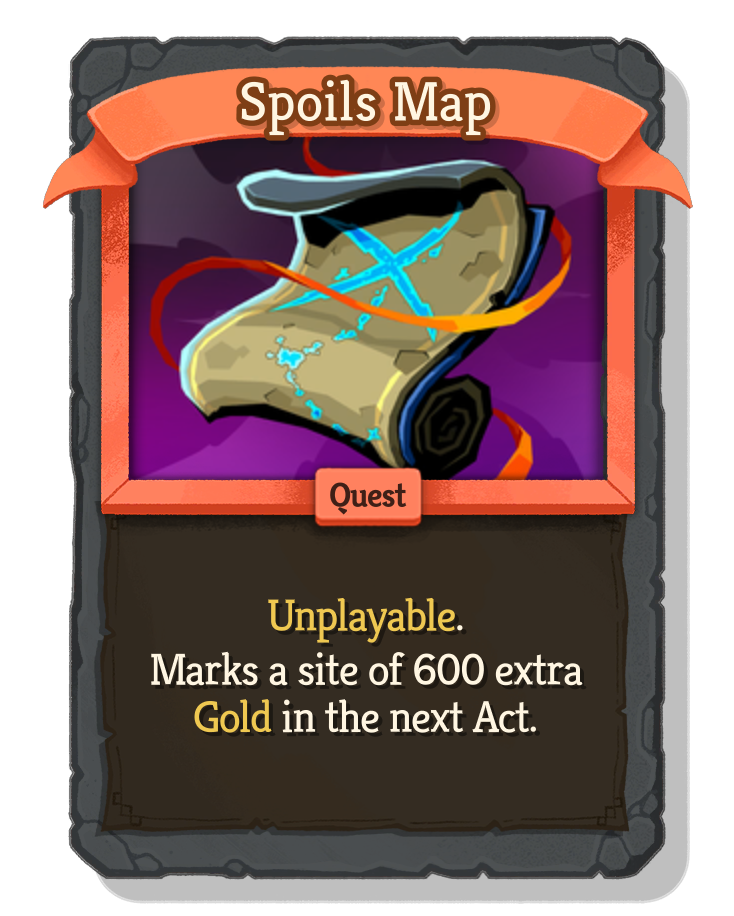 Spoils Map
Quest
Unplayable.
Marks a site of 600 extra
Gold in the next Act.